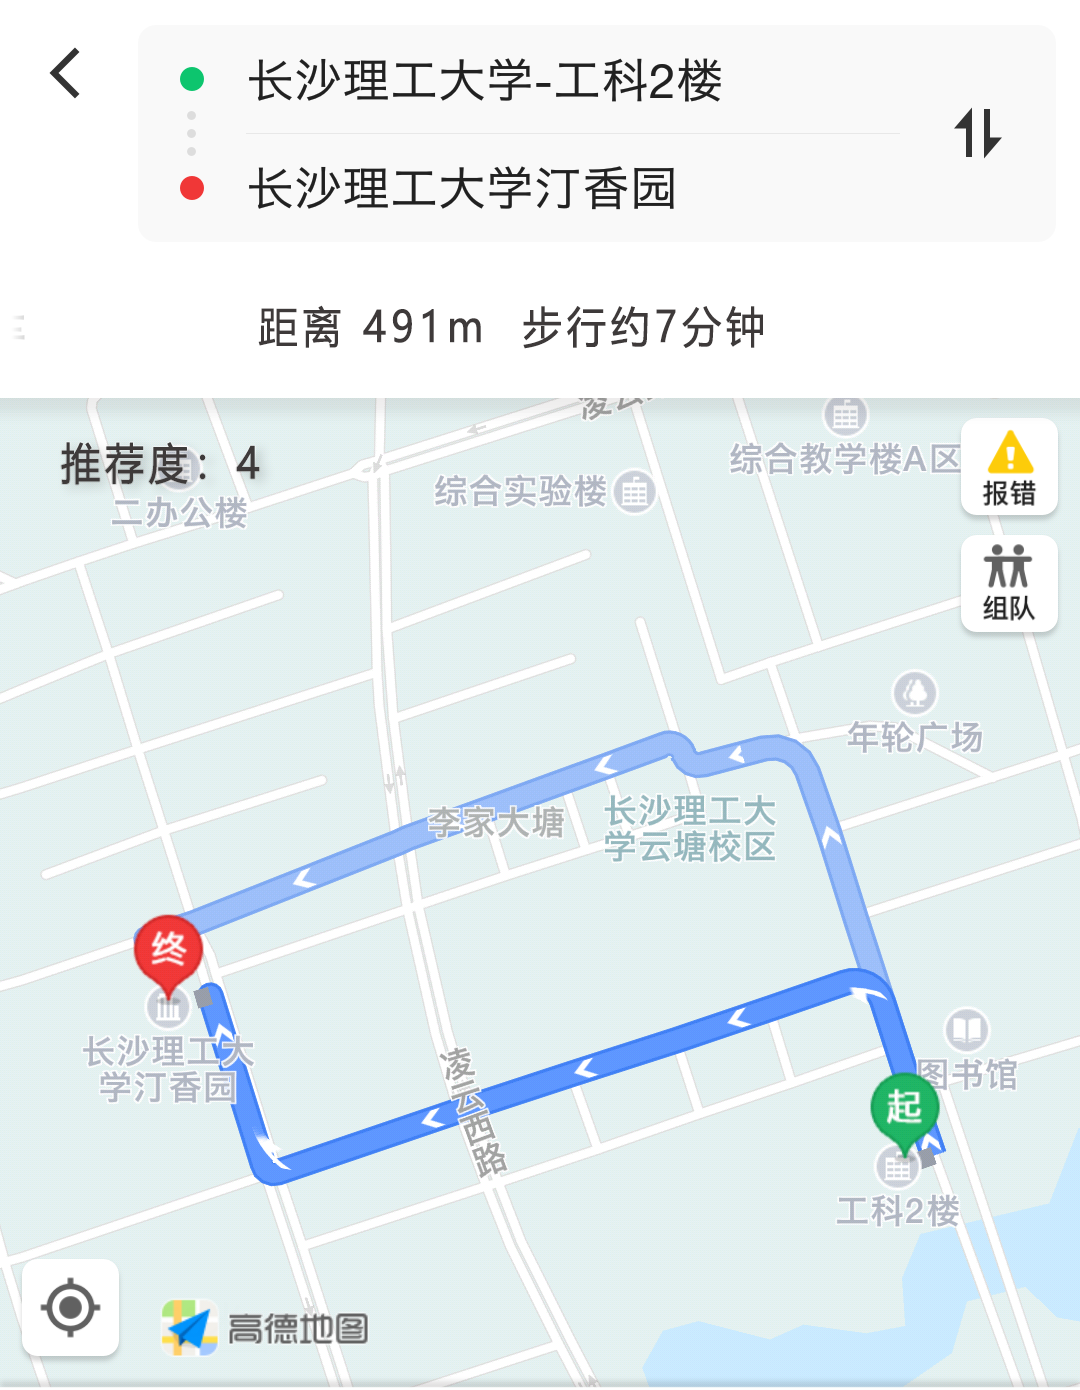 长沙理工大学-工科2楼
长沙理工大学汀香园
距离 491m 步行约7分钟
推荐度：4
二办公楼
综合实验楼
凌云
综合教学楼A区
报错
组队
年轮广场
长沙理工大
学云塘校区
李家大塘
终
长沙理工大
学汀香园
凌云西路
图书馆
起
工科2楼
高德地图